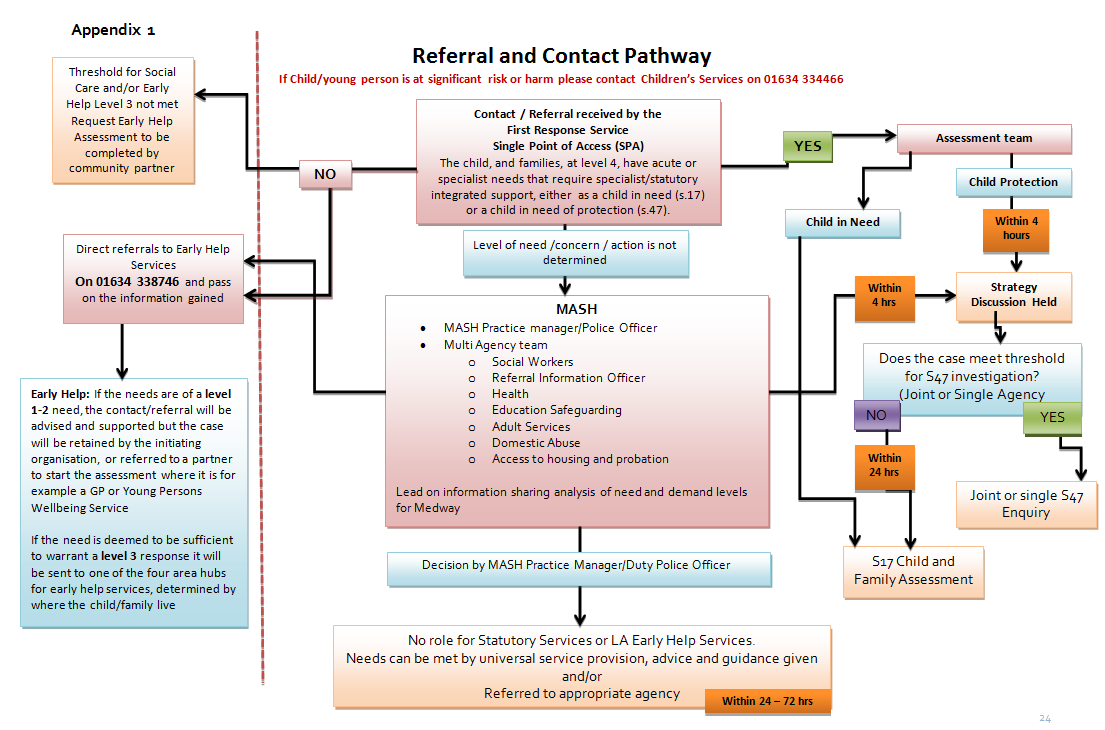 Appendix 1
Referral and Contact Pathway
If Child/young person is at significant risk or harm please contact Children's Services on 01634 334466
Threshold for Social
Care and/or Early
Help Level 3 not met
Request Early Help
Assessment to be
completed by
community partner
Contact / Referral received by the
First Response Service
Single Point of Access (SPA)
The child, and families, at level 4, have acute or
specialist needs that require specialist/statutory
integrated support, either as a child in need (s.17)
or a child in need of protection (s.47).
NO
YES
Assessment team
Child Protection
Child in Need
Within 4
hours
Level of need /concern / action is not
determined
Direct referrals to Early Help
Services
On 01634 338746 and pass
on the information gained
MASH
• MASH Practice manager/Police Officer
• Multi Agency team
o Social Workers
o Referral Information Officer
o Health
o Education Safeguarding
o Adult Services
o Domestic Abuse
o Access to housing and probation
Lead on information sharing analysis of need and demand levels
for Medway
Within
4 hrs
Strategy
Discussion Held
Does the case meet threshold
for S47 investigation?
(Joint or Single Agency
NO
YES
Within
24 hrs
Joint or single S47
Enquiry
S17 Child and
Family Assessment
Early Help: If the needs are of a level
1-2 need, the contact/referral will be
advised and supported but the case
will be retained by the initiating
organisation, or referred to a partner
to start the assessment where it is for
example a GP or Young Persons
Wellbeing Service
If the need is deemed to be sufficient
to warrant a level 3 response it will
be sent to one of the four area hubs
for early help services, determined by
where the child/family live
Decision by MASH Practice Manager/Duty Police Officer
No role for Statutory Services or LA Early Help Services.
Needs can be met by universal service provision, advice and guidance given
and/or
Referred to appropriate agency
Within 24 – 72 hrs
24